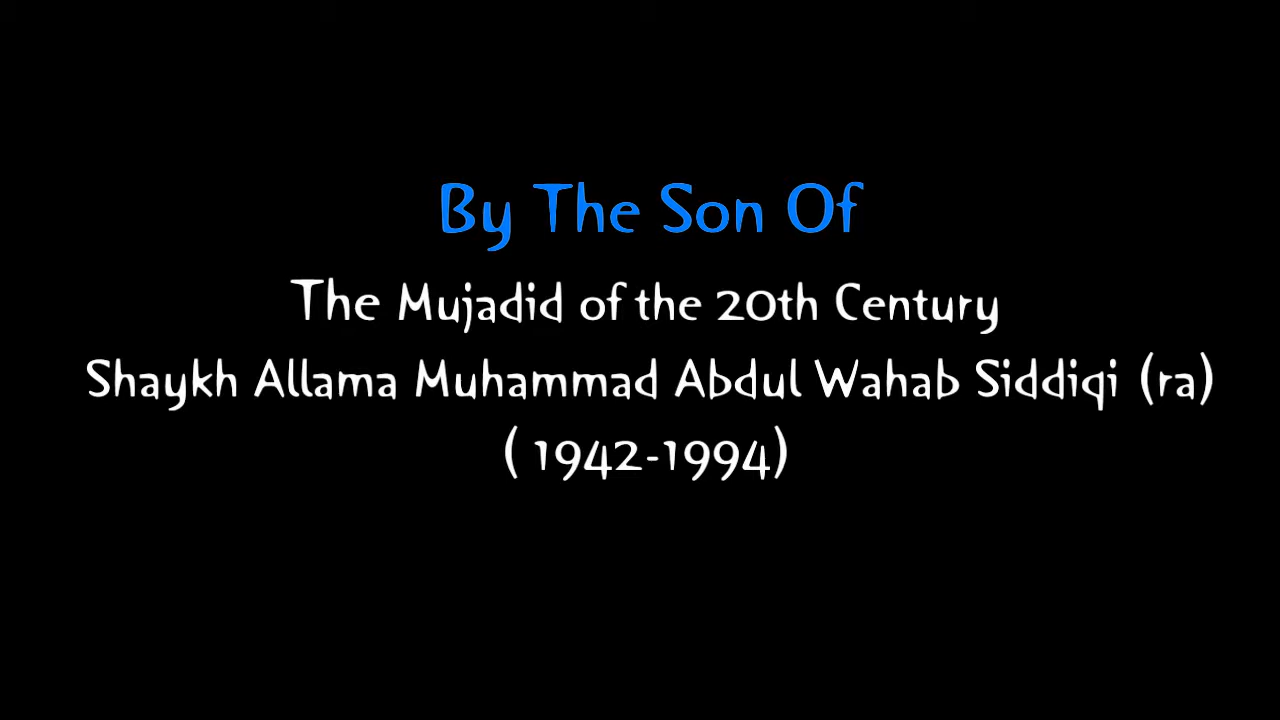 By The Son Of
The Mujadid of the 20th Century
Shaykh Allama Muhammad Abdul Wahab Siddiqi (ra)
( 1942-1994)